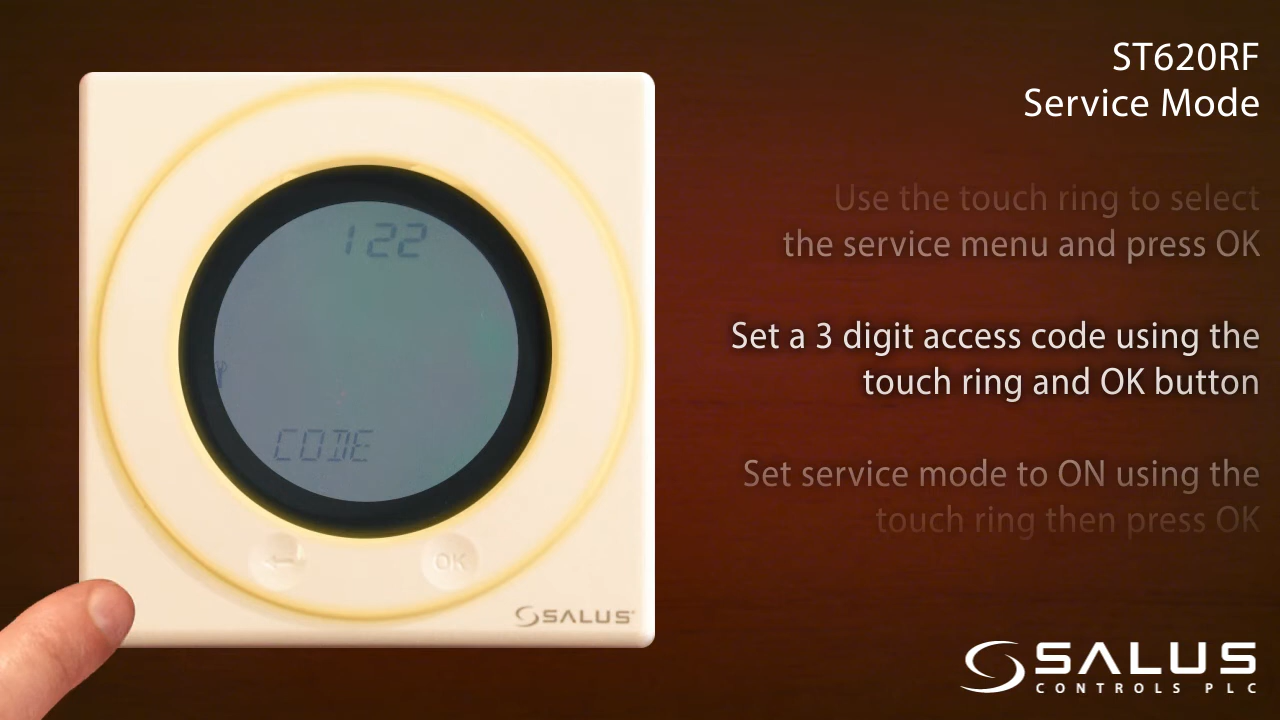 ST620RF
Service Mode
Use the touch ring to select
the service menu and press OK
Set a 3 digit access code using the
touch ring and OK button
Set service mode to ON using the
touch ring then press OK
122
CODE
OK
SALUS
SALUS
CONTROLS PLC